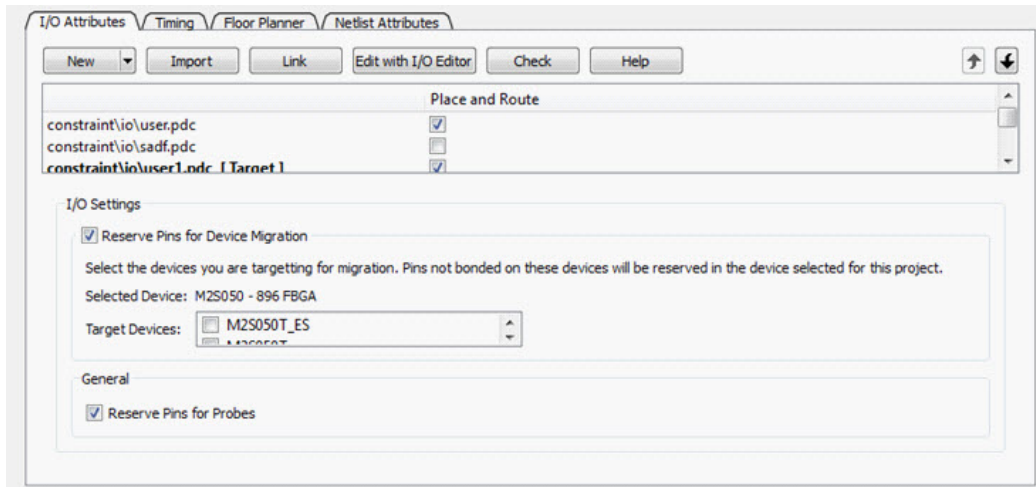 I/O Attributes Timing Floor Planner Netlist Attributes
New Import Link Edit with I/O Editor Check Help
Place and Route
constraint\io\user.pdc
constraint\io\sadf.pdc
constraint\io\user1.pdc [ Target ]
I/O Settings
Reserve Pins for Device Migration
Select the devices you are targetting for migration. Pins not bonded on these devices will be reserved in the device selected for this project.
Selected Device: M2S050 - 896 FBGA
Target Devices: M2S050T_ES
General
Reserve Pins for Probes